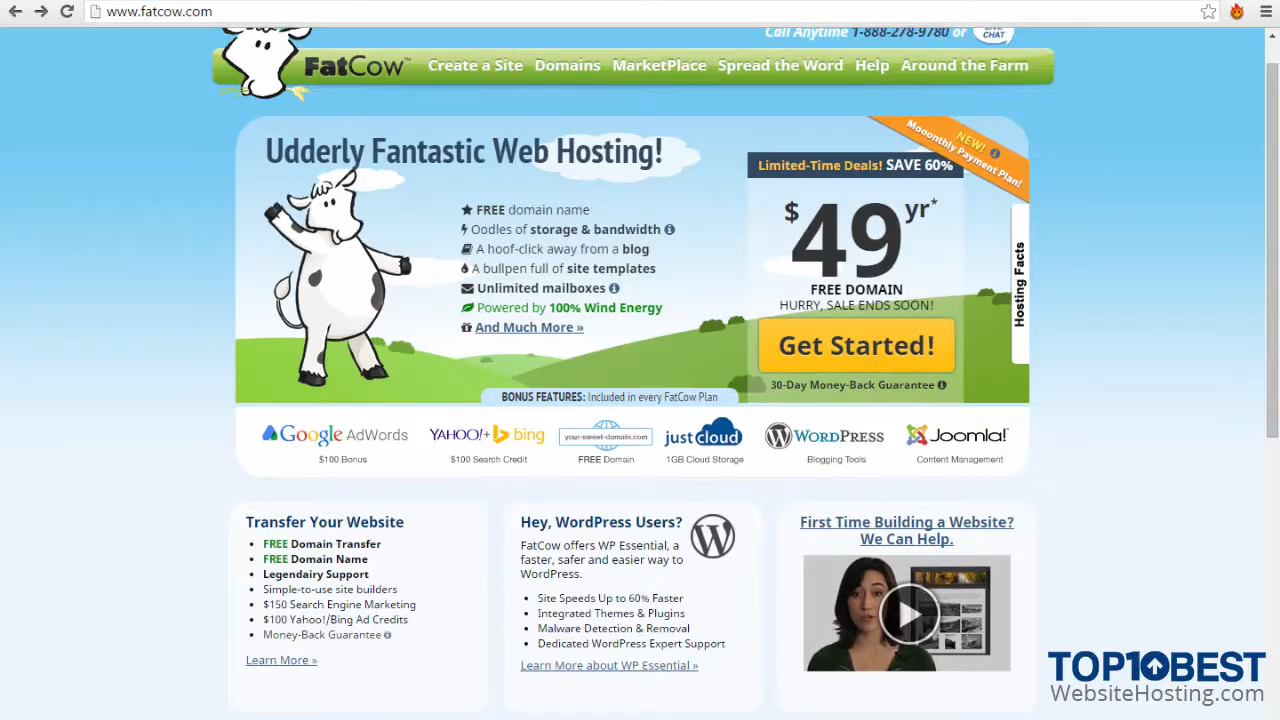 www.fatcow.com
Call Anytime 1-888-278-9780 or
LIVE CHAT
FatCow™
Create a Site Domains MarketPlace Spread the Word Help Around the Farm
Udderly Fantastic Web Hosting!
FREE domain name
Oodles of storage & bandwidth
A hoof-click away from a blog
A bullpen full of site templates
Unlimited mailboxes
Powered by 100% Wind Energy
And Much More »
NEW!
Mooonthly Payment Plan!
Limited-Time Deals! SAVE 60%
$49 yr*
FREE DOMAIN
HURRY, SALE ENDS SOON!
Get Started!
30-Day Money-Back Guarantee
Hosting Facts
BONUS FEATURES: Included in every FatCow Plan
Google AdWords
$100 Bonus
YAHOO!+bing
$100 Search Credit
your-sweet-domain.com
FREE Domain
justcloud
1GB Cloud Storage
WORDPRESS
Blogging Tools
Joomla!
Content Management
Transfer Your Website
FREE Domain Transfer
FREE Domain Name
Legendairy Support
Simple-to-use site builders
$150 Search Engine Marketing
$100 Yahoo!/Bing Ad Credits
Money-Back Guarantee
Learn More »
Hey, WordPress Users?
FatCow offers WP Essential, a
faster, safer and easier way to
WordPress.
Site Speeds Up to 60% Faster
Integrated Themes & Plugins
Malware Detection & Removal
Dedicated WordPress Expert Support
Learn More about WP Essential »
First Time Building a Website?
We Can Help.
TOP10BEST
WebsiteHosting.com